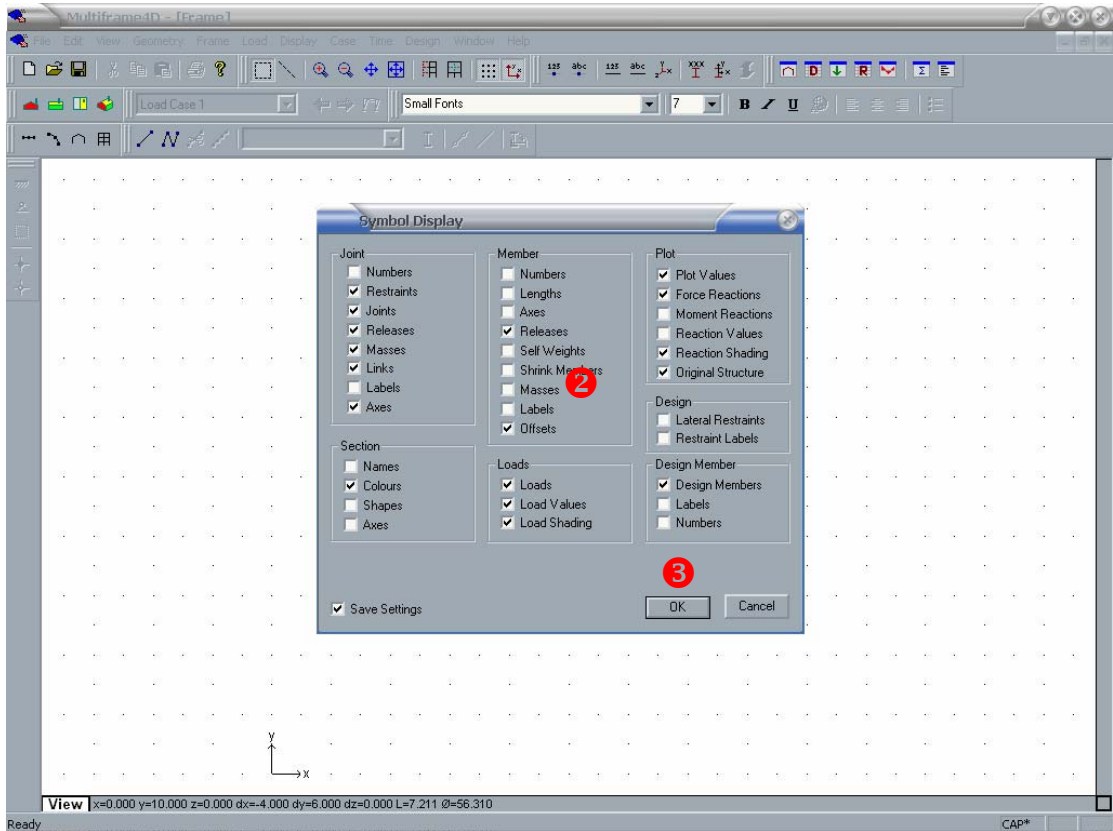 Multiframe4D - [Frame]
File Edit View Geometry Frame Load Display Case Time Design Window Help
Load Case 1
Small Fonts
7
B I U
Symbol Display
Joint
Numbers
Restraints
Joints
Releases
Masses
Links
Labels
Axes
Section
Names
Colours
Shapes
Axes
Member
Numbers
Lengths
Axes
Releases
Self Weights
Shrink Members
Masses
Labels
Offsets
2
Loads
Loads
Load Values
Load Shading
Plot
Plot Values
Force Reactions
Moment Reactions
Reaction Values
Reaction Shading
Original Structure
Design
Lateral Restraints
Restraint Labels
Design Member
Design Members
Labels
Numbers
3
Save Settings
OK
Cancel
y
x
View x=0.000 y=10.000 z=0.000 dx=-4.000 dy=6.000 dz=0.000 L=7.211 Ø=56.310
Ready
CAP*